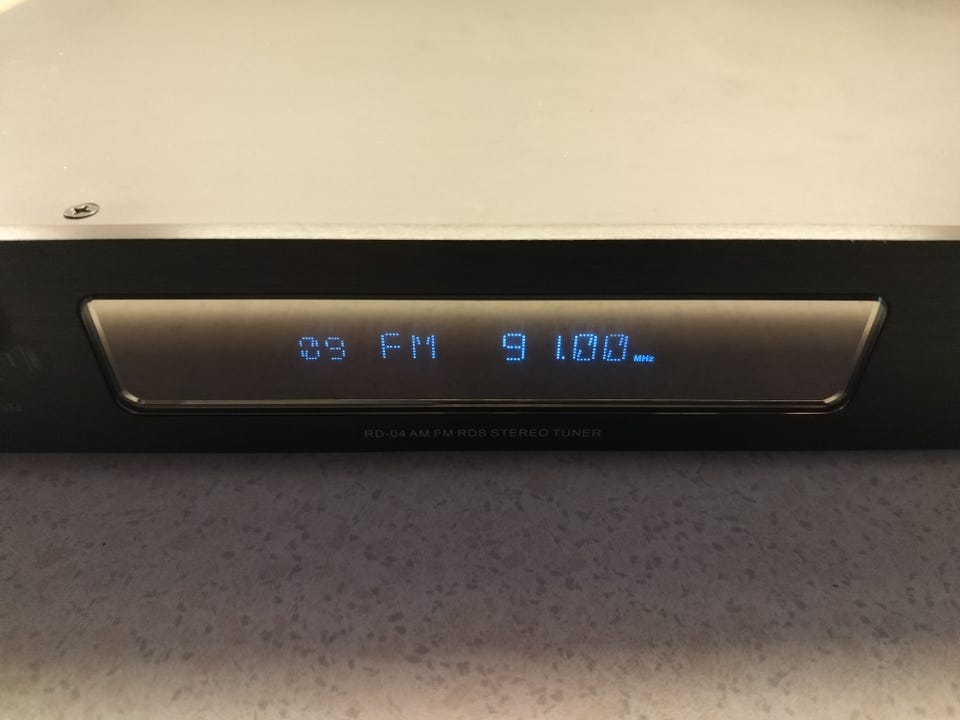 09 FM 91.00 MHz
RD-04 AM FM RDS STEREO TUNER